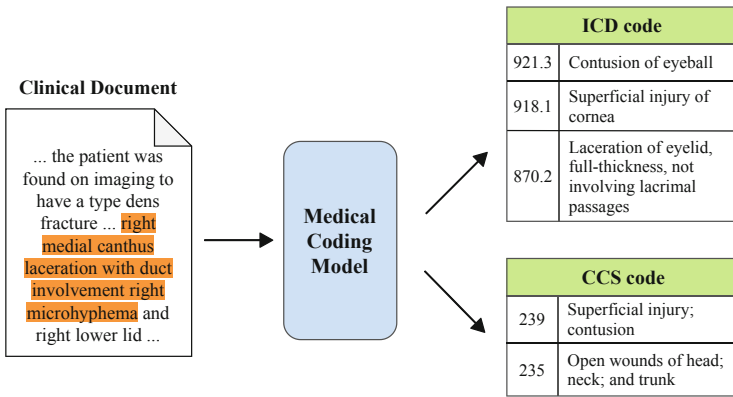 Clinical Document
... the patient was
found on imaging to
have a type dens
fracture ... right
medial canthus
laceration with duct
involvement right
microhyphema and
right lower lid ...
Medical
Coding
Model
ICD code
921.3 Contusion of eyeball
918.1 Superficial injury of
cornea
870.2 Laceration of eyelid,
full-thickness, not
involving lacrimal
passages
CCS code
239 Superficial injury;
contusion
235 Open wounds of head;
neck; and trunk